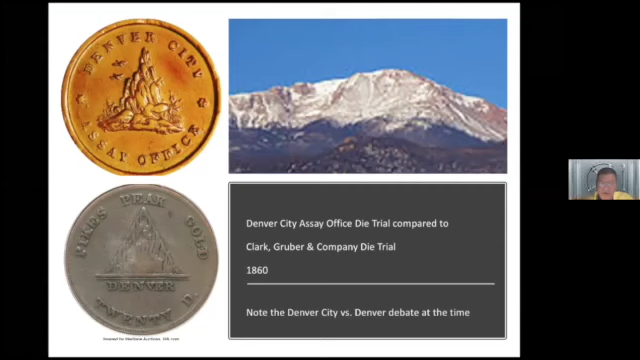 DENVER CITY
ASSAY OFFICE
PIKES PEAK GOLD
DENVER
TWENTY D.
Denver City Assay Office Die Trial compared to
Clark, Gruber & Company Die Trial
1860
Note the Denver City vs. Denver debate at the time